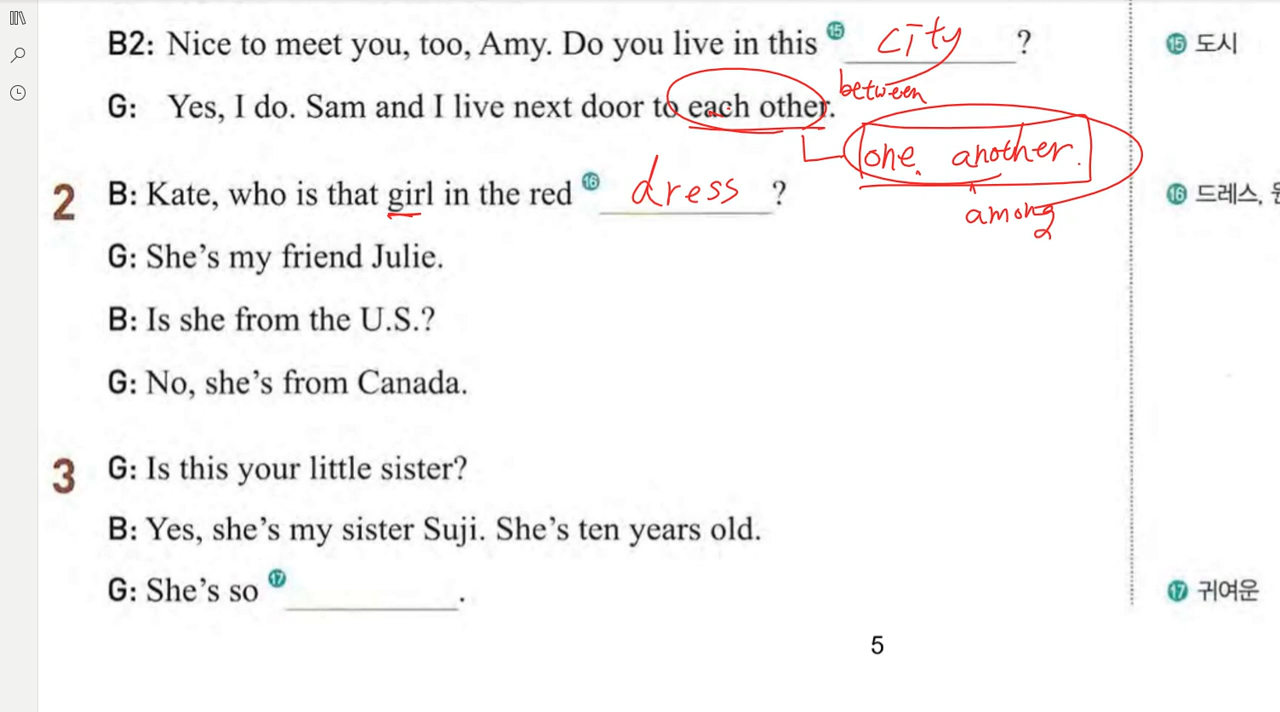 B2: Nice to meet you, too, Amy. Do you live in this ⑮ city ? ⑮ 도시
between
G: Yes, I do. Sam and I live next door to each other.
one another.
2 B: Kate, who is that girl in the red ⑯ dress ? ⑯ 드레스,
among
G: She's my friend Julie.
B: Is she from the U.S.?
G: No, she's from Canada.
3 G: Is this your little sister?
B: Yes, she's my sister Suji. She's ten years old.
G: She's so ⑰ . ⑰ 귀여운
5